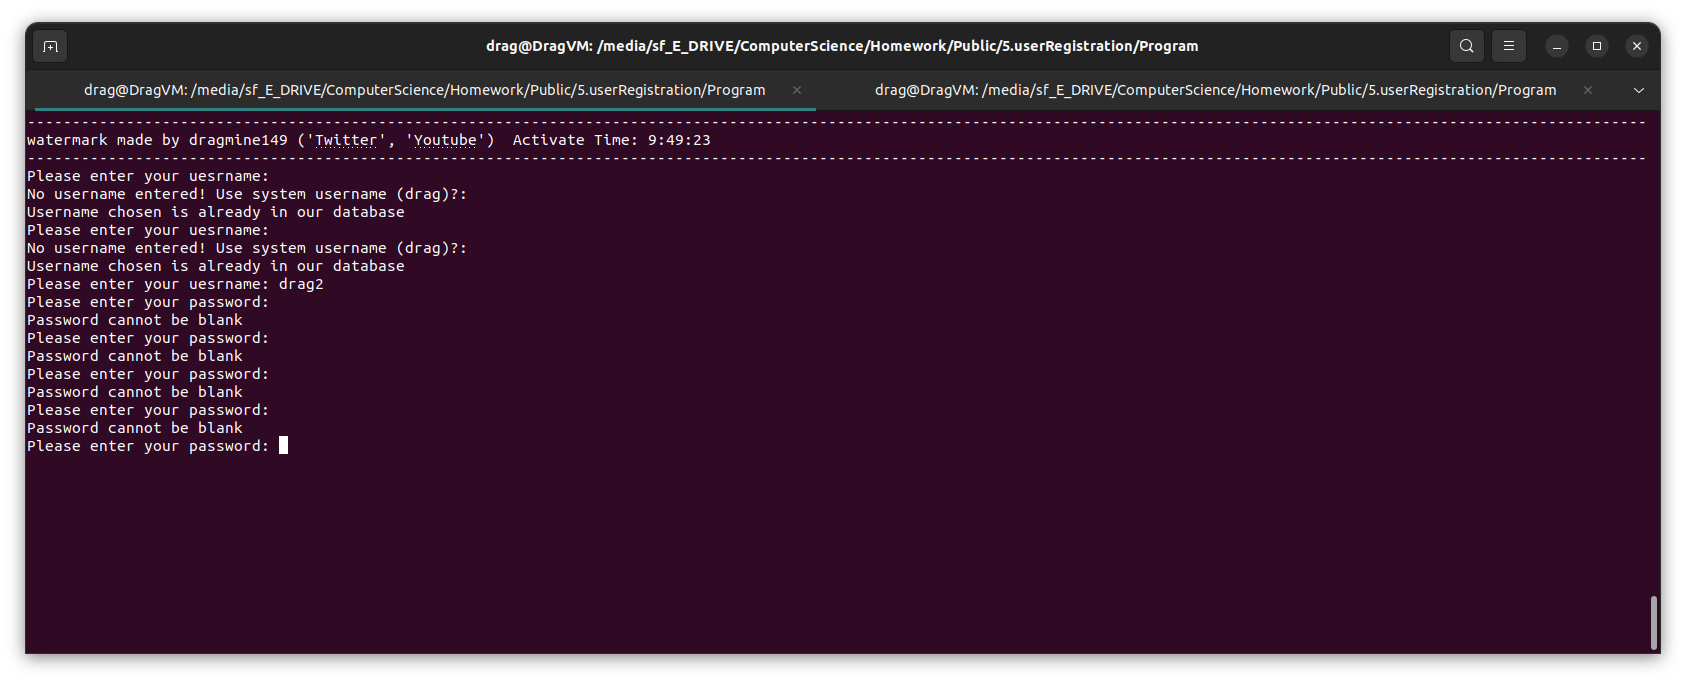 drag@DragVM: /media/sf_E_DRIVE/ComputerScience/Homework/Public/5.userRegistration/Program
drag@DragVM: /media/sf_E_DRIVE/ComputerScience/Homework/Public/5.userRegistration/Program
drag@DragVM: /media/sf_E_DRIVE/ComputerScience/Homework/Public/5.userRegistration/Program
------------------------------------------------------------------------------------------------------------------------------------------------------------------------------------
watermark made by dragmine149 ('Twitter', 'Youtube')  Activate Time: 9:49:23
------------------------------------------------------------------------------------------------------------------------------------------------------------------------------------
Please enter your uesrname:
No username entered! Use system username (drag)?:
Username chosen is already in our database
Please enter your uesrname:
No username entered! Use system username (drag)?:
Username chosen is already in our database
Please enter your uesrname: drag2
Please enter your password:
Password cannot be blank
Please enter your password:
Password cannot be blank
Please enter your password:
Password cannot be blank
Please enter your password:
Password cannot be blank
Please enter your password: